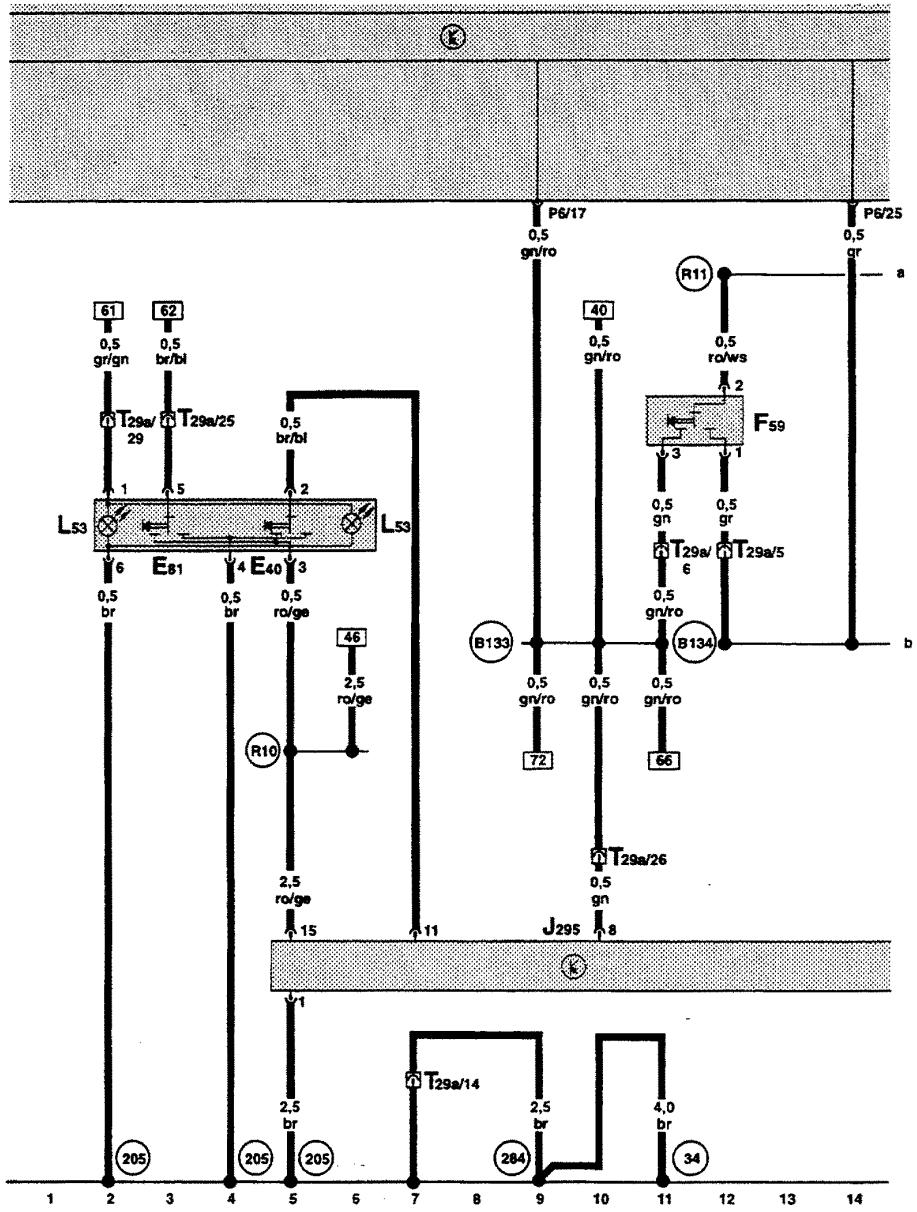 P6/17
P6/25
0,5
gn/ro
0,5
gr
R11
a
61
62
40
0,5
gr/gn
0,5
br/bl
0,5
gn/ro
0,5
ro/ws
2
T29a/
29
T29a/25
0,5
br/bl
F59
3
1
1
5
2
0,5
gn
0,5
gr
L53
L53
T29a/
6
T29a/5
6
E81
4
E40
3
0,5
br
0,5
br
0,5
ro/ge
0,5
gn/ro
46
B133
B134
b
2,5
ro/ge
0,5
gn/ro
0,5
gn/ro
0,5
gn/ro
R10
72
66
T29a/26
2,5
ro/ge
0,5
gn
15
11
J295
8
K
1
T29a/14
2,5
br
2,5
br
4,0
br
205
205
205
284
34
1 2 3 4 5 6 7 8 9 10 11 12 13 14